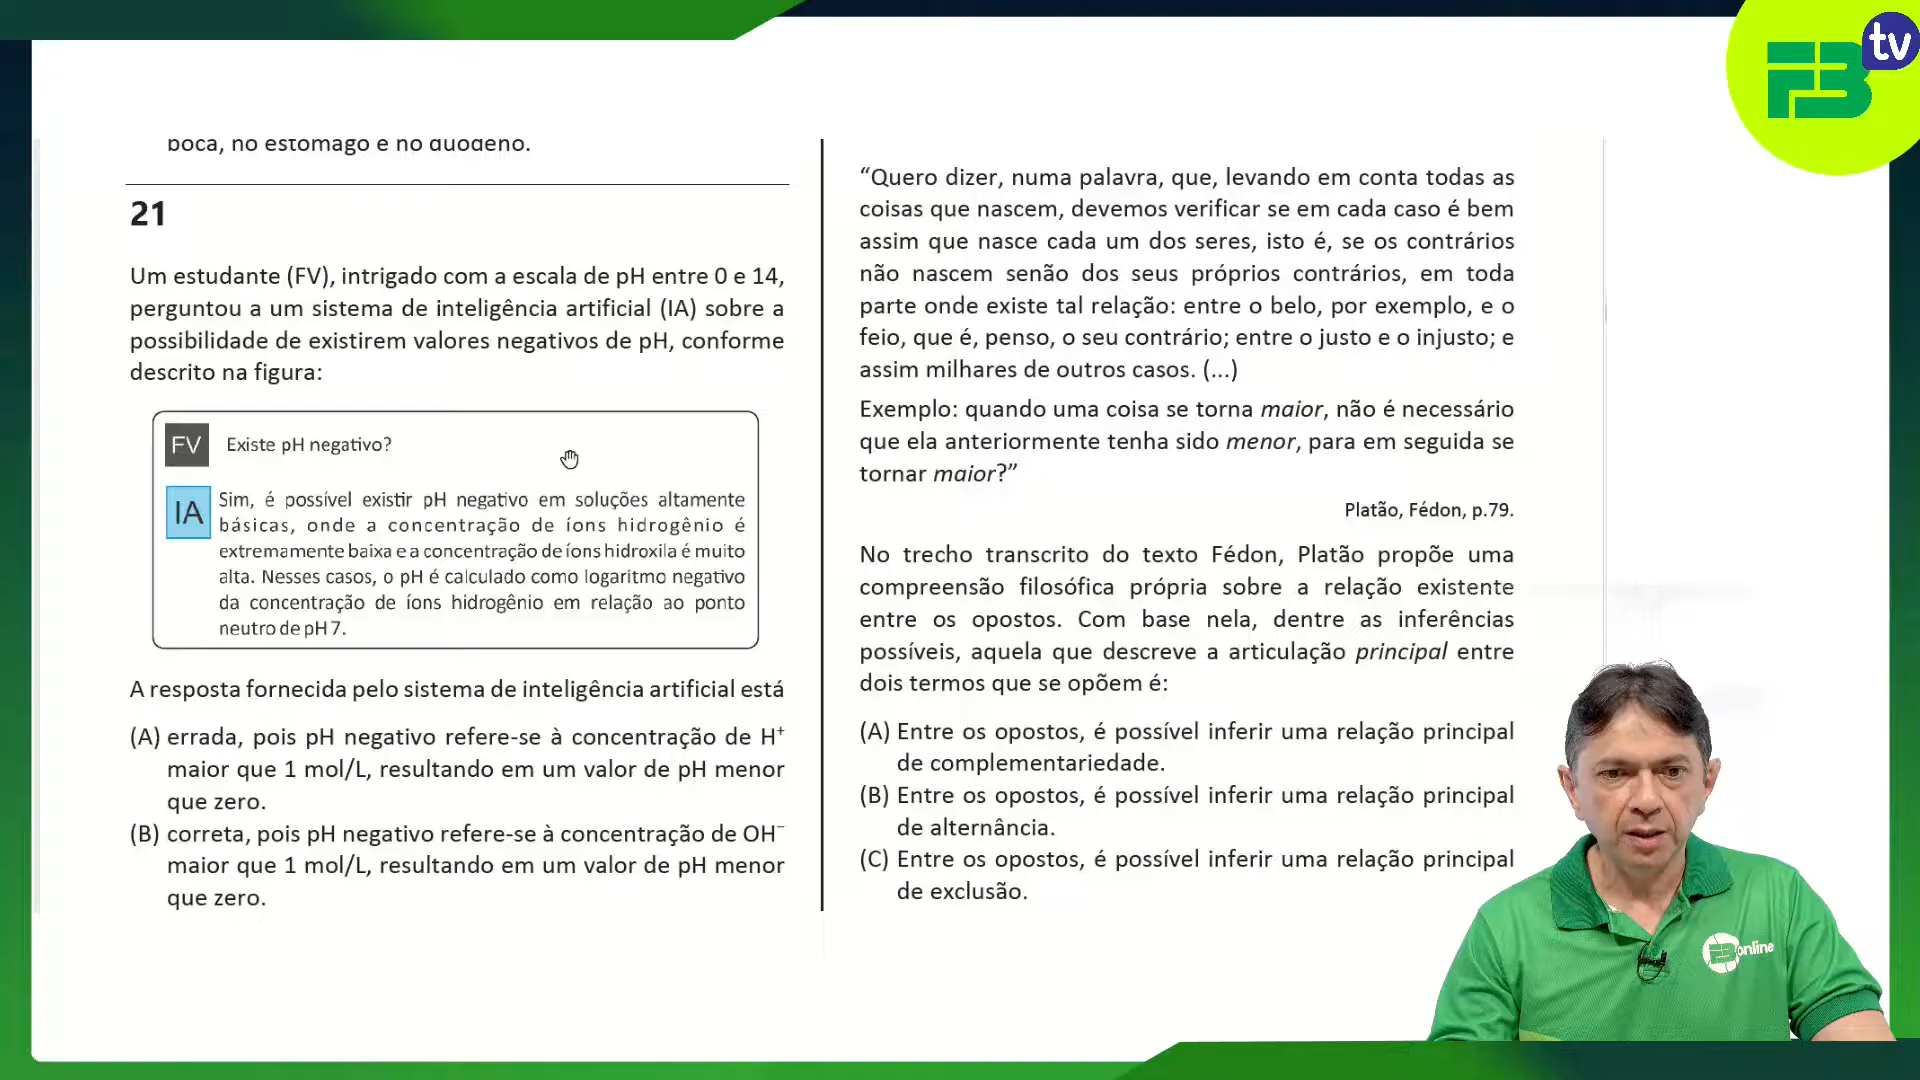 boca, no estômago e no duodeno.
21
Um estudante (FV), intrigado com a escala de pH entre 0 e 14,
perguntou a um sistema de inteligência artificial (IA) sobre a
possibilidade de existirem valores negativos de pH, conforme
descrito na figura:
FV Existe pH negativo?
IA Sim, é possível existir pH negativo em soluções altamente
básicas, onde a concentração de íons hidrogênio é
extremamente baixa e a concentração de íons hidroxila é muito
alta. Nesses casos, o pH é calculado como logaritmo negativo
da concentração de íons hidrogênio em relação ao ponto
neutro de pH 7.
A resposta fornecida pelo sistema de inteligência artificial está
(A) errada, pois pH negativo refere-se à concentração de H⁺
maior que 1 mol/L, resultando em um valor de pH menor
que zero.
(B) correta, pois pH negativo refere-se à concentração de OH⁻
maior que 1 mol/L, resultando em um valor de pH menor
que zero.
“Quero dizer, numa palavra, que, levando em conta todas as
coisas que nascem, devemos verificar se em cada caso é bem
assim que nasce cada um dos seres, isto é, se os contrários
não nascem senão dos seus próprios contrários, em toda
parte onde existe tal relação: entre o belo, por exemplo, e o
feio, que é, penso, o seu contrário; entre o justo e o injusto; e
assim milhares de outros casos. (...)
Exemplo: quando uma coisa se torna maior, não é necessário
que ela anteriormente tenha sido menor, para em seguida se
tornar maior?”
Platão, Fédon, p.79.
No trecho transcrito do texto Fédon, Platão propõe uma
compreensão filosófica própria sobre a relação existente
entre os opostos. Com base nela, dentre as inferências
possíveis, aquela que descreve a articulação principal entre
dois termos que se opõem é:
(A) Entre os opostos, é possível inferir uma relação principal
de complementariedade.
(B) Entre os opostos, é possível inferir uma relação principal
de alternância.
(C) Entre os opostos, é possível inferir uma relação principal
de exclusão.
FB tv
FB online